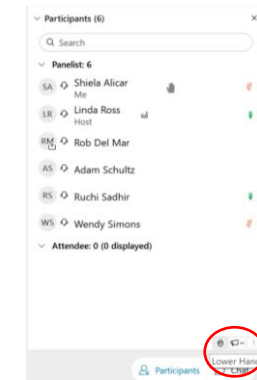 Participants (6)
Search
Panelist: 6
SA Shiela Alicar
Me
LR Linda Ross
Host
RM Rob Del Mar
AS Adam Schultz
RS Ruchi Sadhir
WS Wendy Simons
Attendee: 0 (0 displayed)
Lower Hand
Participants Chat